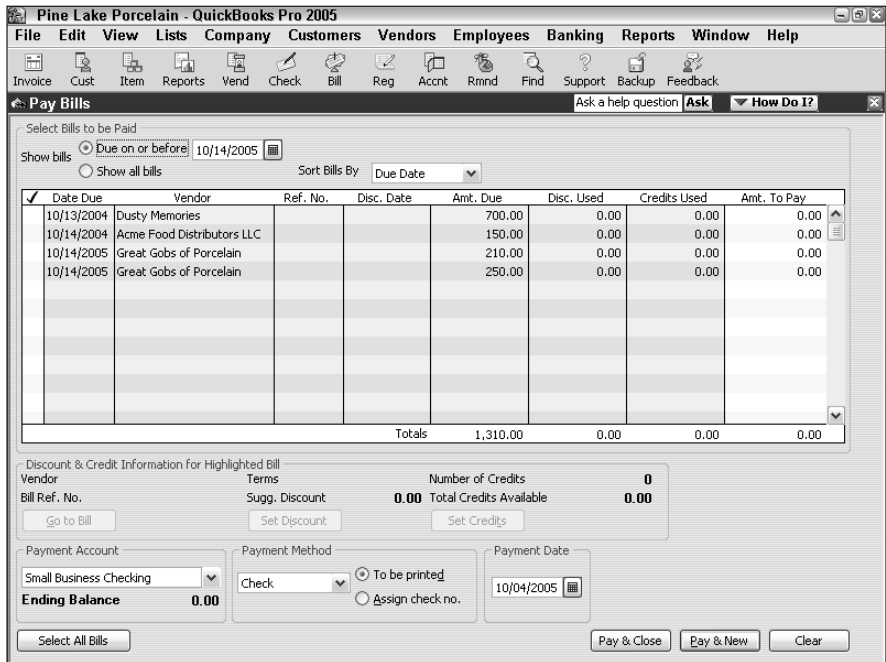 Pine Lake Porcelain - QuickBooks Pro 2005
File Edit View Lists Company Customers Vendors Employees Banking Reports Window Help
Invoice Cust Item Reports Vend Check Bill Reg Accnt Rmnd Find Support Backup Feedback
Pay Bills Ask a help question Ask How Do I?
Select Bills to be Paid
Show bills Due on or before 10/14/2005
Show all bills Sort Bills By Due Date
Date Due Vendor Ref. No. Disc. Date Amt. Due Disc. Used Credits Used Amt. To Pay
10/13/2004 Dusty Memories 700.00 0.00 0.00 0.00
10/14/2004 Acme Food Distributors LLC 150.00 0.00 0.00 0.00
10/14/2005 Great Gobs of Porcelain 210.00 0.00 0.00 0.00
10/14/2005 Great Gobs of Porcelain 250.00 0.00 0.00 0.00
Totals 1,310.00 0.00 0.00 0.00
Discount & Credit Information for Highlighted Bill
Vendor Terms Number of Credits 0
Bill Ref. No. Sugg. Discount 0.00 Total Credits Available 0.00
Go to Bill Set Discount Set Credits
Payment Account Payment Method Payment Date
Small Business Checking Check To be printed 10/04/2005
Ending Balance 0.00 Assign check no.
Select All Bills Pay & Close Pay & New Clear